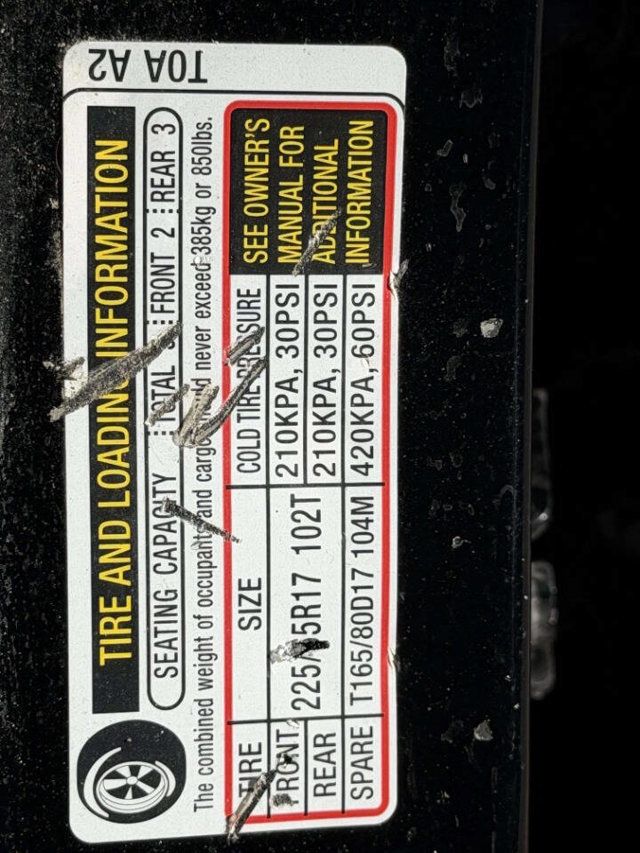 T0A A2
TIRE AND LOADING INFORMATION
SEATING CAPACITY TOTAL FRONT 2 REAR 3
The combined weight of occupants and cargo never exceed 385kg or 850lbs.
TIRE SIZE COLD TIRE PRESSURE
FRONT 102T 210KPA, 30PSI
REAR 210KPA, 30PSI
SPARE T165/80D17 104M 420KPA, 60PSI
SEE OWNER'S
MANUAL FOR
ADDITIONAL
INFORMATION